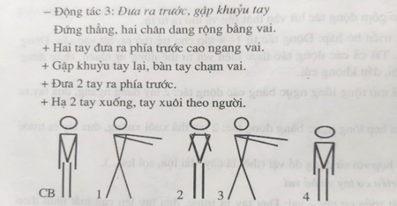 – Động tác 3: Đưa ra trước, gập khuỷu tay
Đứng thẳng, hai chân dang rộng bằng vai.
+ Hai tay đưa ra phía trước cao ngang vai.
+ Gập khuỷu tay lại, bàn tay chạm vai.
+ Đưa 2 tay ra phía trước.
+ Hạ 2 tay xuống, tay xuôi theo người.
CB 1 2 3 4